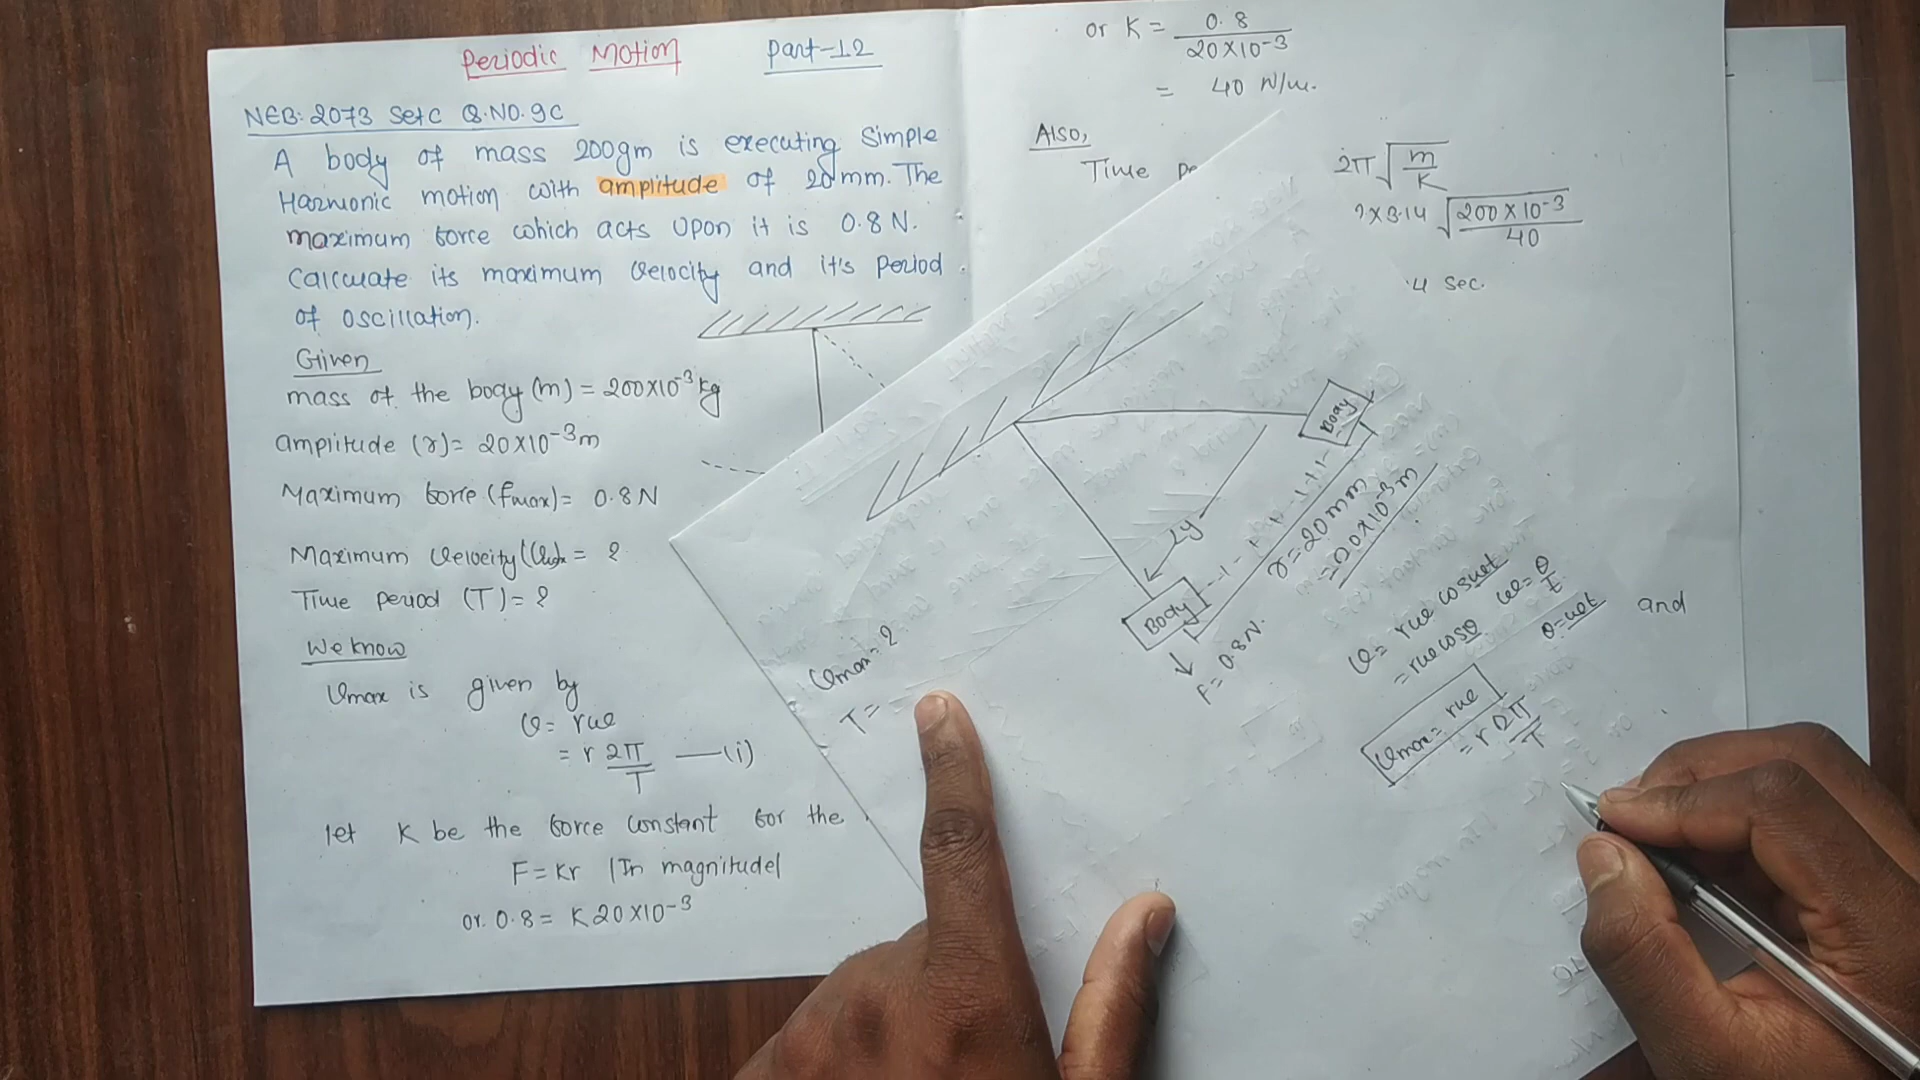 Periodic Motion part-12
NEB: 2073 Set C Q.NO. 9C
A body of mass 200gm is executing Simple
Harmonic motion with amplitude of 20mm. The
maximum force which acts Upon it is 0.8 N.
Calcuate its maximum velocity and it's period
of oscillation.
Given
mass of the body (m) = 200×10⁻³ kg
amplitude (r) = 20×10⁻³m
Maximum force (fmax) = 0.8 N
Maximum velocity = ?
Time period (T) = ?
We know
Vmax is given by
v = rω
= r 2π/T —(i)
let K be the force constant for the
F = Kr |In magnitude|
or. 0.8 = K 20×10⁻³
or K = 0.8/20×10⁻³
= 40 N/m.
Also,
Time pe
2π √m/K
2×3.14 √200×10⁻³/40
.4 sec.
and
Body
Body
r = 20mm
= 20×10⁻³m
F = 0.8N.
Vmax = ?
T =
v = rω cosωt
= rω cosθ
ω = θ/t
θ = ωt
Vmax = rω
= r 2π/T